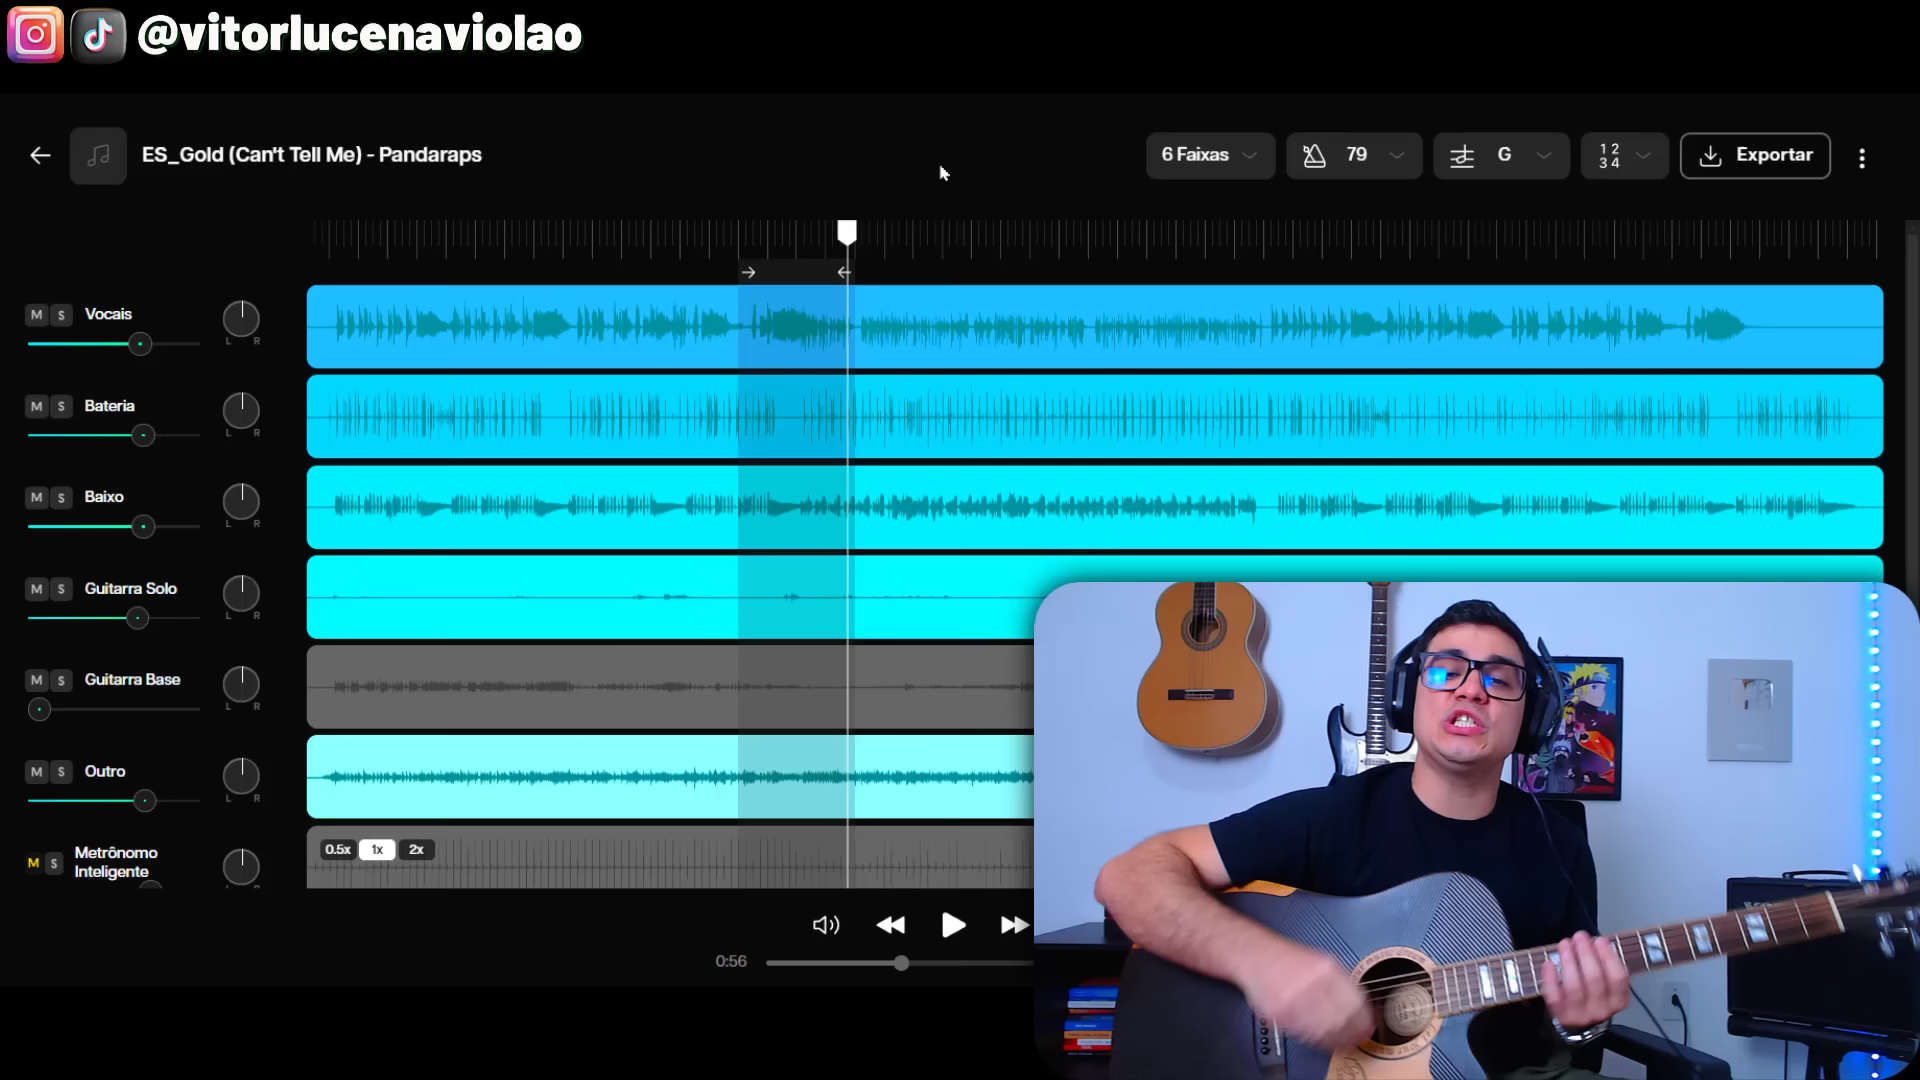 @vitorlucenaviolao
ES_Gold (Can't Tell Me) - Pandaraps
6 Faixas
79
G
1 2
3 4
Exportar
M S Vocais
L R
M S Bateria
L R
M S Baixo
L R
M S Guitarra Solo
L R
M S Guitarra Base
L R
M S Outro
L R
M S Metrônomo
Inteligente
0.5x 1x 2x
0:56